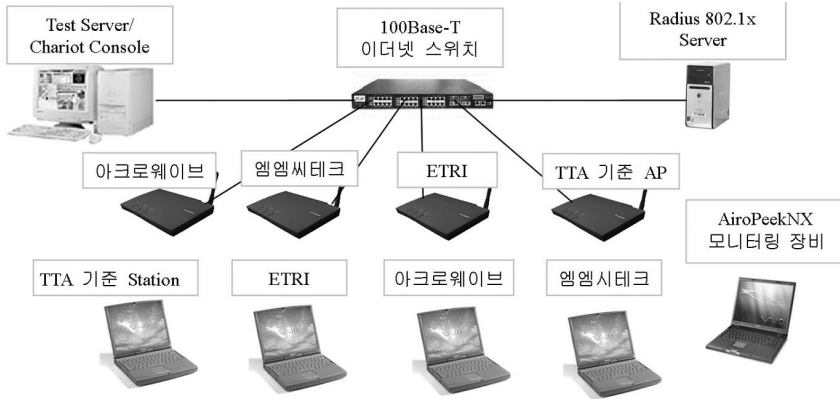 Test Server/
Chariot Console
100Base-T
이더넷 스위치
Radius 802.1x
Server
아크로웨이브
엠엠씨테크
ETRI
TTA 기준 AP
AiroPeekNX
모니터링 장비
TTA 기준 Station
ETRI
아크로웨이브
엠엠시테크